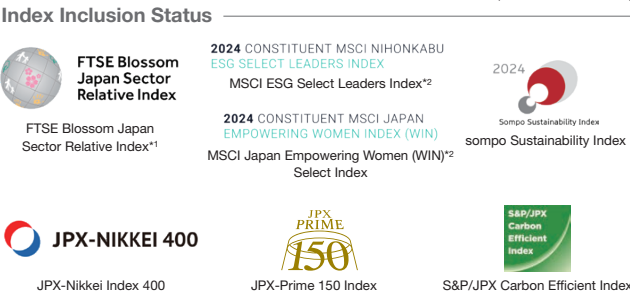 Index Inclusion Status
FTSE Blossom
Japan Sector
Relative Index
FTSE Blossom Japan
Sector Relative Index*1
2024 CONSTITUENT MSCI NIHONKABU
ESG SELECT LEADERS INDEX
MSCI ESG Select Leaders Index*2
2024 CONSTITUENT MSCI JAPAN
EMPOWERING WOMEN INDEX (WIN)
MSCI Japan Empowering Women (WIN)*2
Select Index
2024
Sompo Sustainability Index
sompo Sustainability Index
JPX-NIKKEI 400
JPX-Nikkei Index 400
JPX
PRIME
150
JPX-Prime 150 Index
S&P/JPX
Carbon
Efficient
Index
S&P/JPX Carbon Efficient Index